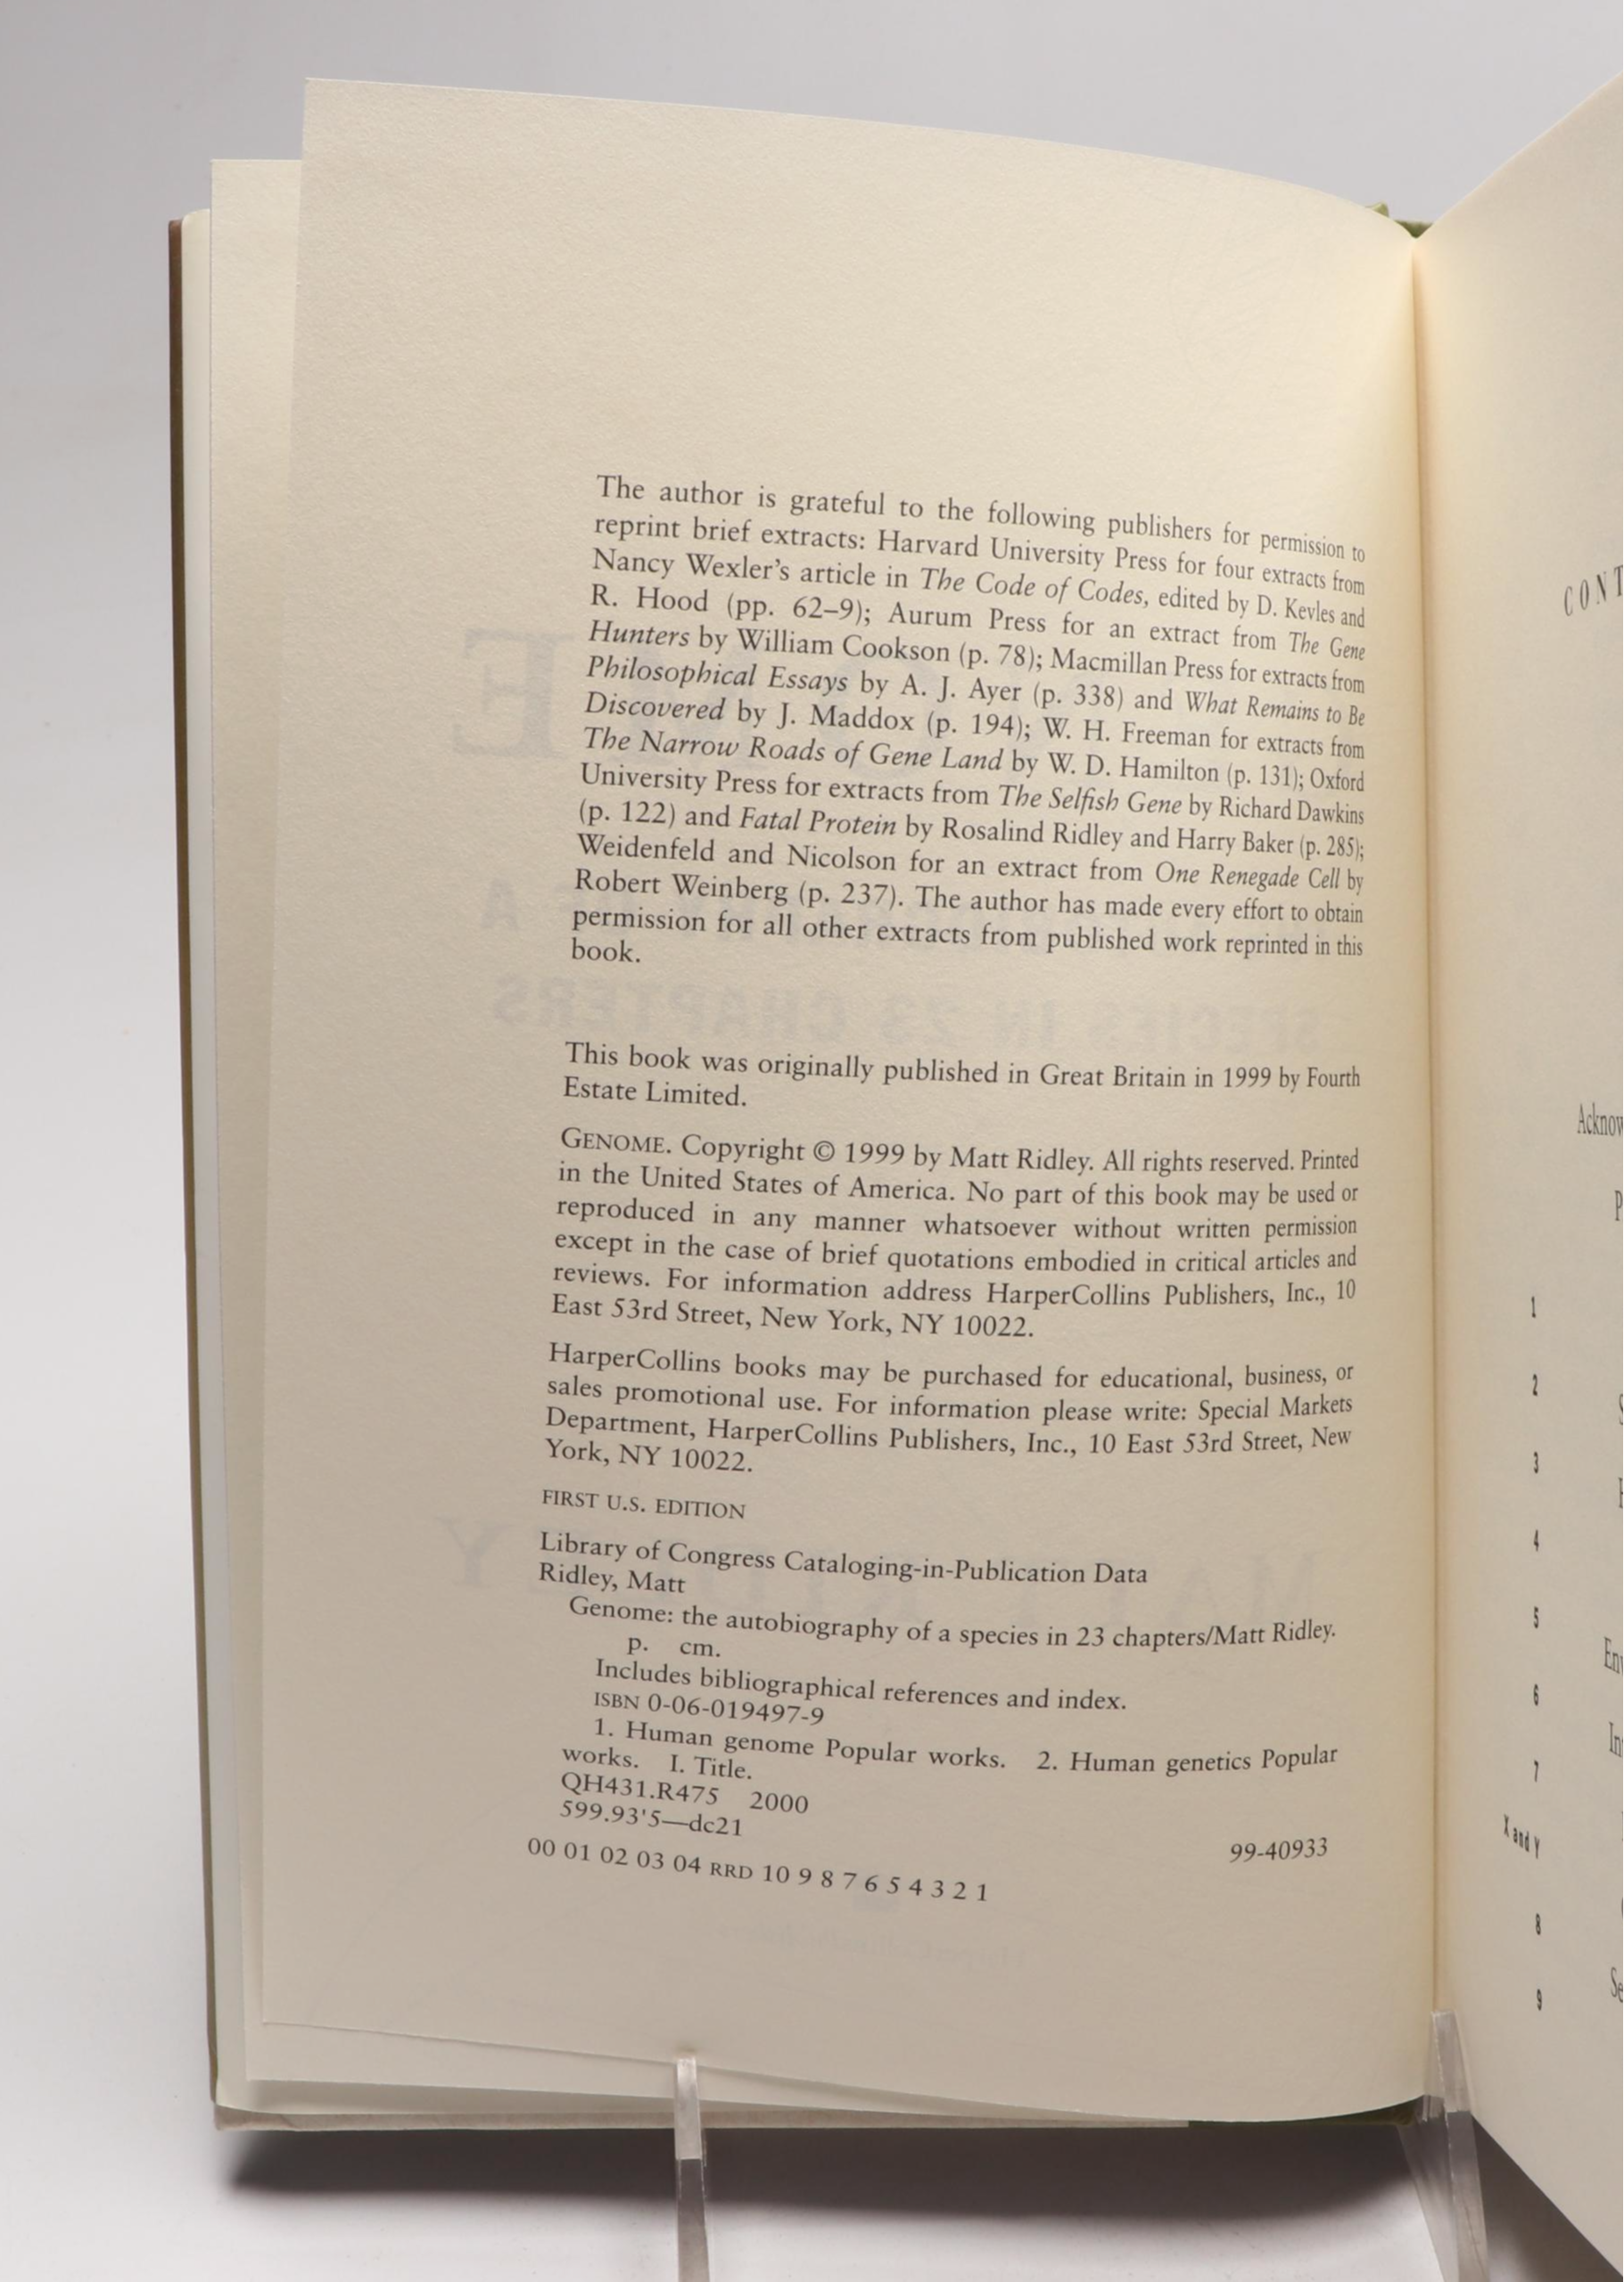 The author is grateful to the following publishers for permission to
reprint brief extracts: Harvard University Press for four extracts from
Nancy Wexler's article in The Code of Codes, edited by D. Kevles and
R. Hood (pp. 62–9); Aurum Press for an extract from The Gene
Hunters by William Cookson (p. 78); Macmillan Press for extracts from
Philosophical Essays by A. J. Ayer (p. 338) and What Remains to Be
Discovered by J. Maddox (p. 194); W. H. Freeman for extracts from
The Narrow Roads of Gene Land by W. D. Hamilton (p. 131); Oxford
University Press for extracts from The Selfish Gene by Richard Dawkins
(p. 122) and Fatal Protein by Rosalind Ridley and Harry Baker (p. 285);
Weidenfeld and Nicolson for an extract from One Renegade Cell by
Robert Weinberg (p. 237). The author has made every effort to obtain
permission for all other extracts from published work reprinted in this
book.
This book was originally published in Great Britain in 1999 by Fourth
Estate Limited.
GENOME. Copyright © 1999 by Matt Ridley. All rights reserved. Printed
in the United States of America. No part of this book may be used or
reproduced in any manner whatsoever without written permission
except in the case of brief quotations embodied in critical articles and
reviews. For information address HarperCollins Publishers, Inc., 10
East 53rd Street, New York, NY 10022.
HarperCollins books may be purchased for educational, business, or
sales promotional use. For information please write: Special Markets
Department, HarperCollins Publishers, Inc., 10 East 53rd Street, New
York, NY 10022.
FIRST U.S. EDITION
Library of Congress Cataloging-in-Publication Data
Ridley, Matt
Genome: the autobiography of a species in 23 chapters/Matt Ridley.
p. cm.
Includes bibliographical references and index.
ISBN 0-06-019497-9
1. Human genome Popular works. 2. Human genetics Popular
works. I. Title.
QH431.R475 2000
599.93'5—dc21
99-40933
00 01 02 03 04 RRD 10 9 8 7 6 5 4 3 2 1
CONT
Acknow
P
1
2
3
4
5
6
7
X and Y
8
9